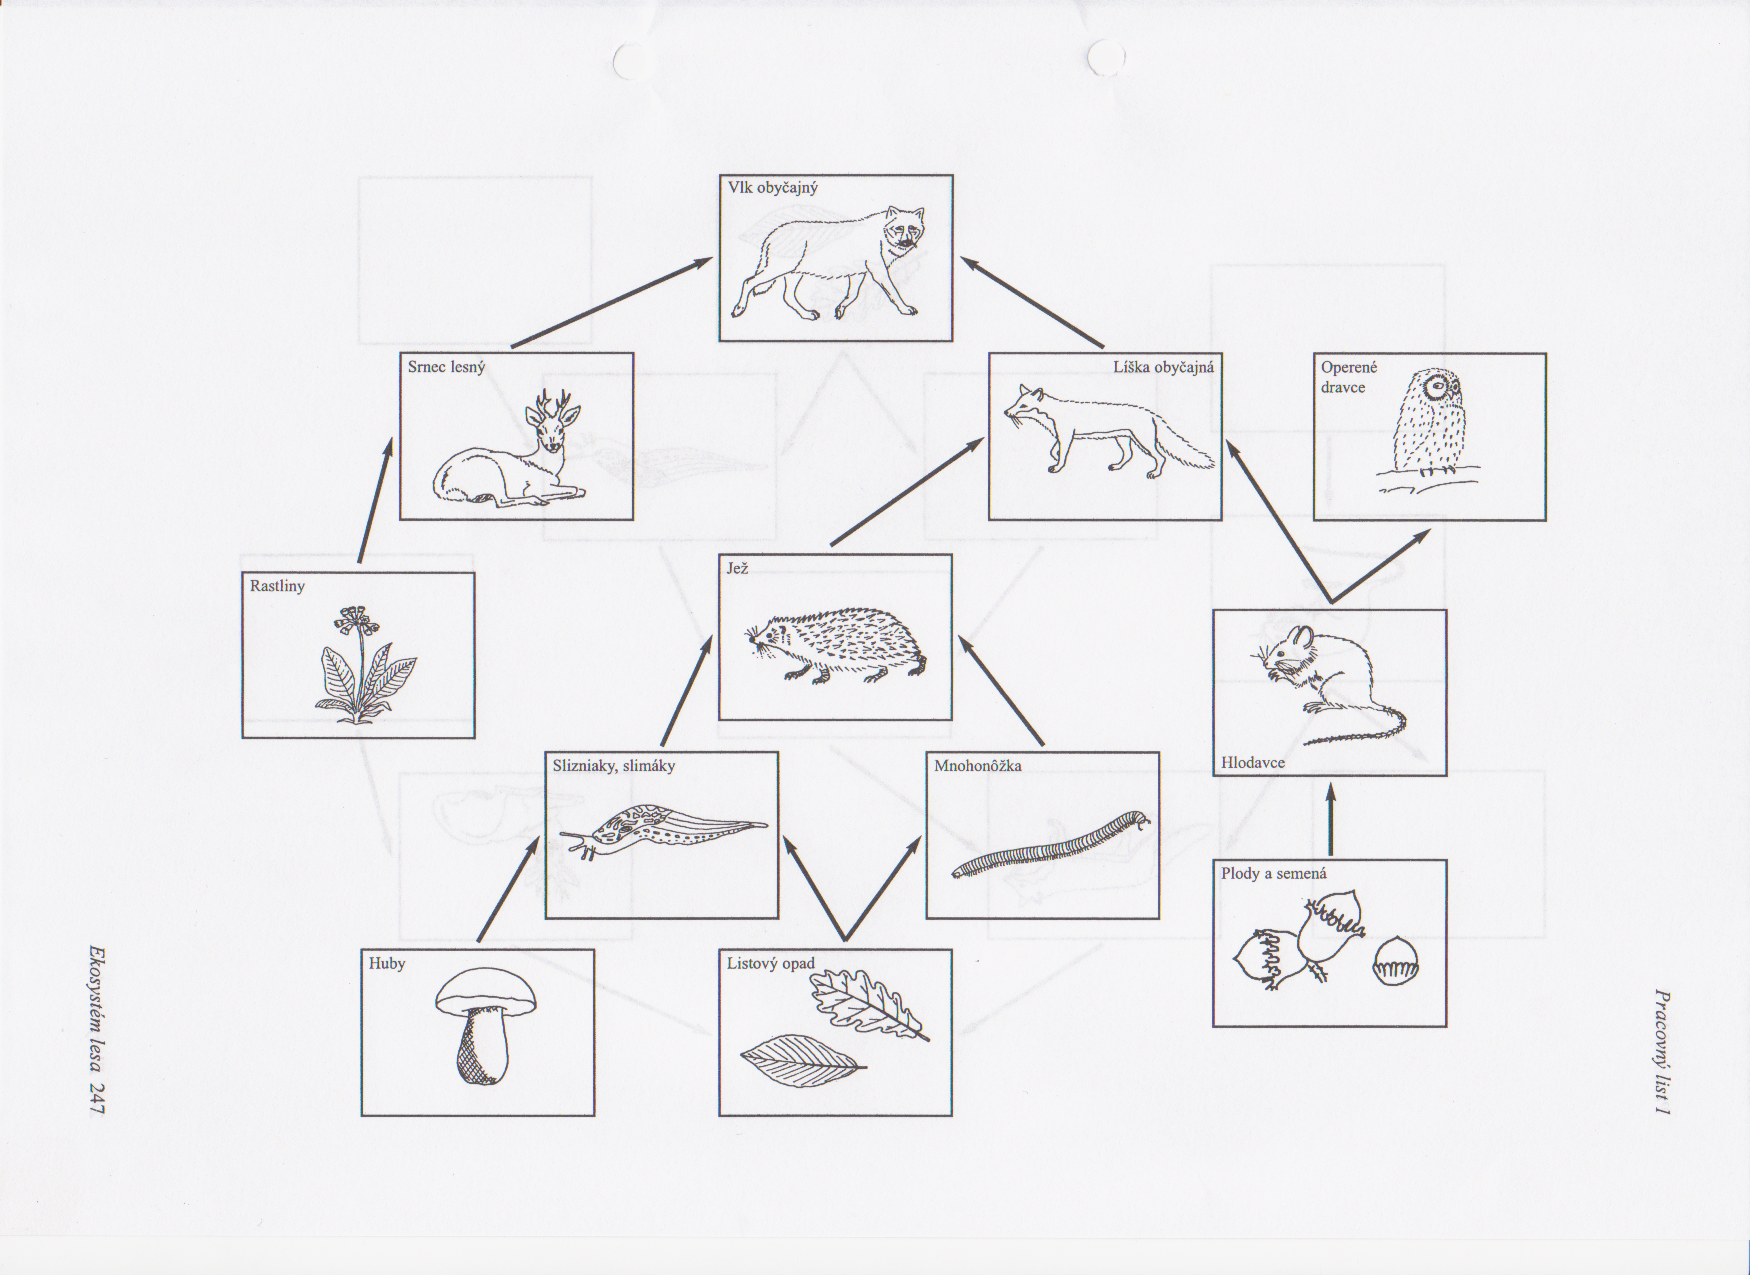 Vlk obyčajný
Srnec lesný
Líška obyčajná
Operené
dravce
Rastliny
Jež
Hlodavce
Slizniaky, slimáky
Mnohonôžka
Plody a semená
Huby
Listový opad
Ekosystém lesa 247
Pracovný list 1